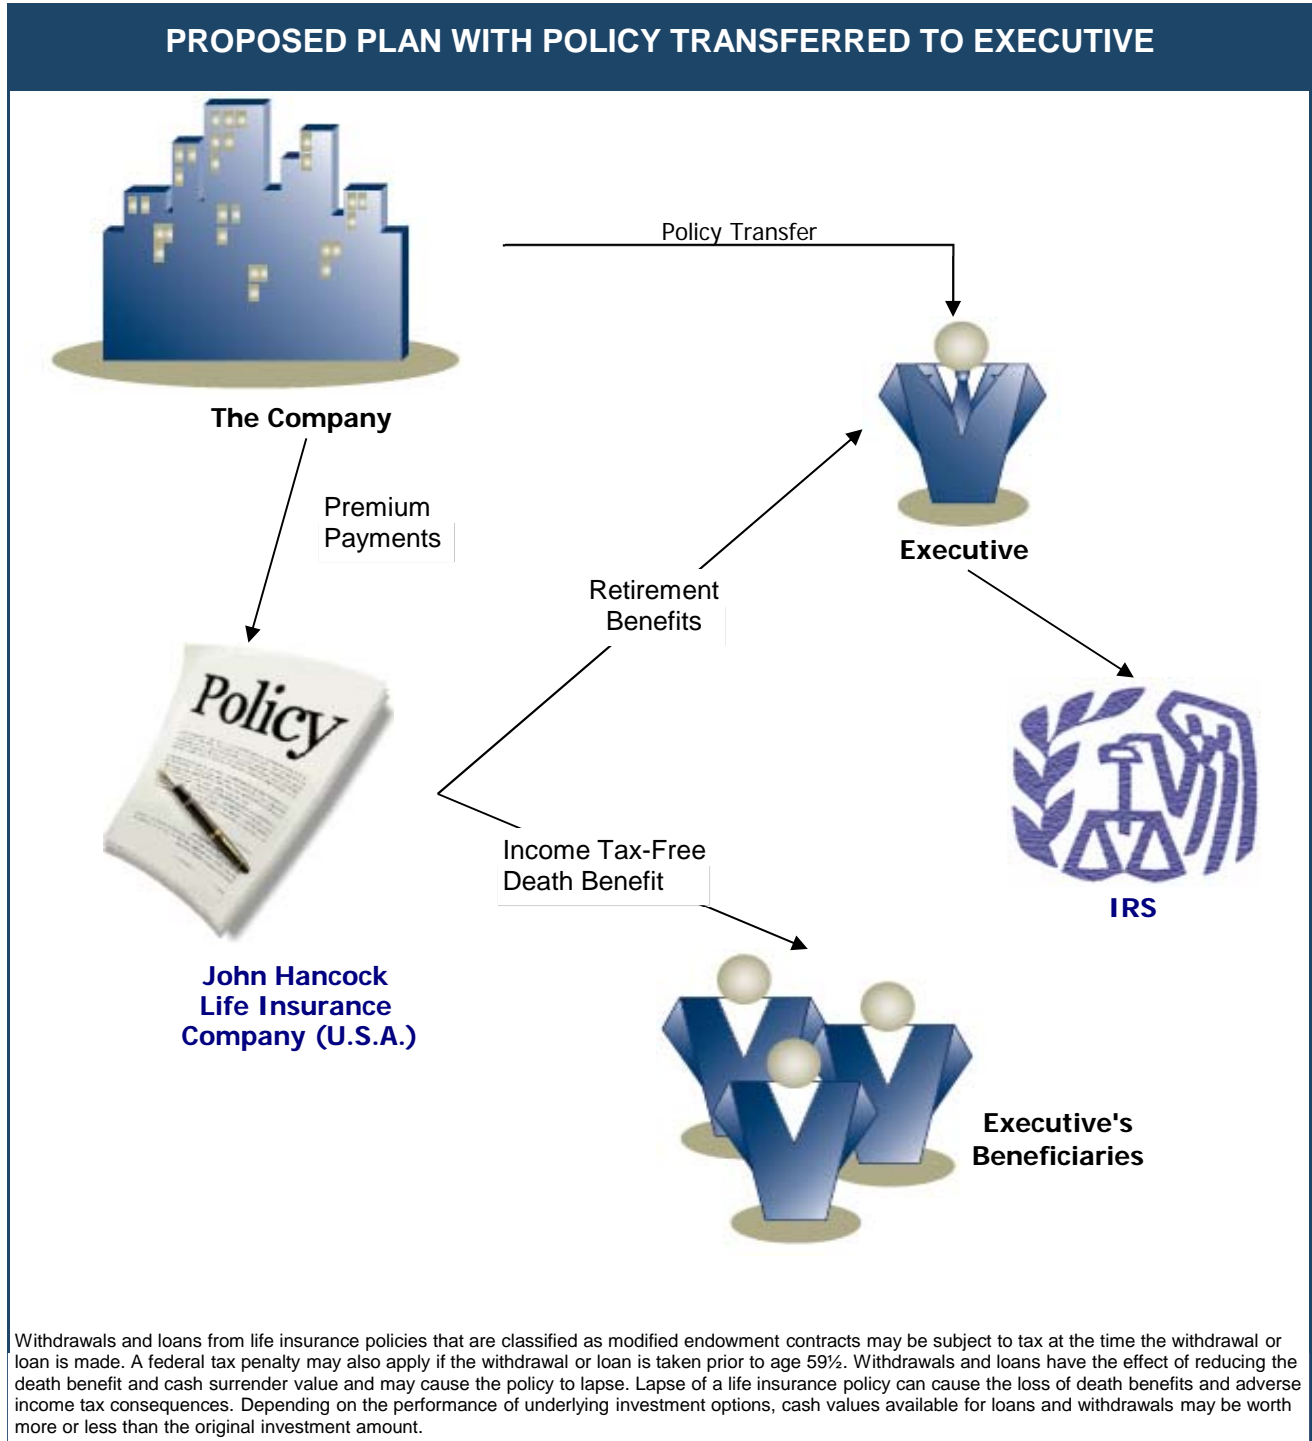 PROPOSED PLAN WITH POLICY TRANSFERRED TO EXECUTIVE
Policy Transfer
The Company
Premium
Payments
Executive
Retirement
Benefits
Policy
Income Tax-Free
Death Benefit
IRS
John Hancock
Life Insurance
Company (U.S.A.)
Executive's
Beneficiaries
Withdrawals and loans from life insurance policies that are classified as modified endowment contracts may be subject to tax at the time the withdrawal or
loan is made. A federal tax penalty may also apply if the withdrawal or loan is taken prior to age 59½. Withdrawals and loans have the effect of reducing the
death benefit and cash surrender value and may cause the policy to lapse. Lapse of a life insurance policy can cause the loss of death benefits and adverse
income tax consequences. Depending on the performance of underlying investment options, cash values available for loans and withdrawals may be worth
more or less than the original investment amount.